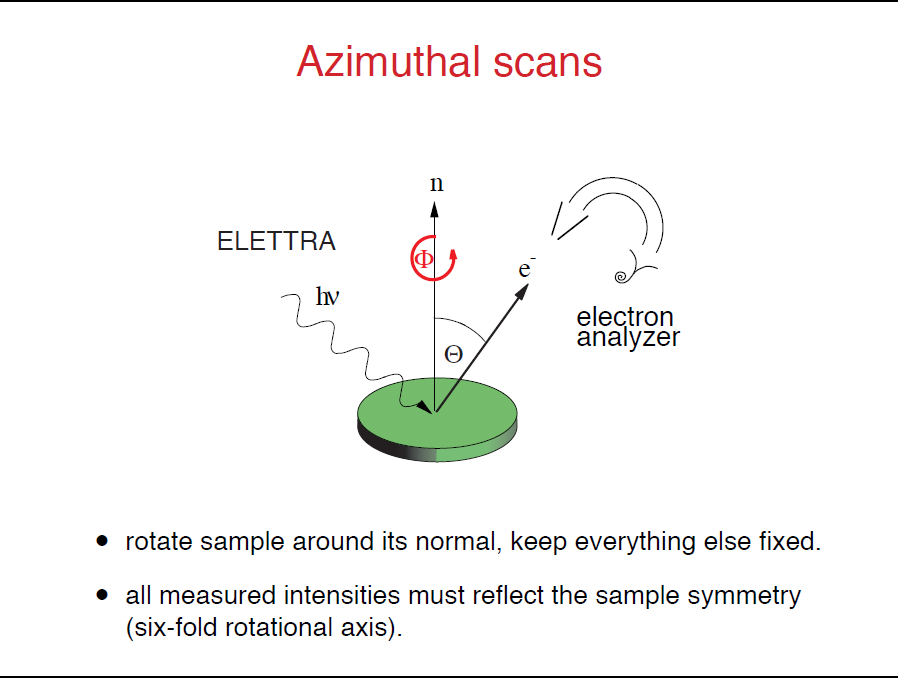 Azimuthal scans
n
ELETTRA
Φ
e-
hν
electron
analyzer
Θ
• rotate sample around its normal, keep everything else fixed.
• all measured intensities must reflect the sample symmetry
(six-fold rotational axis).